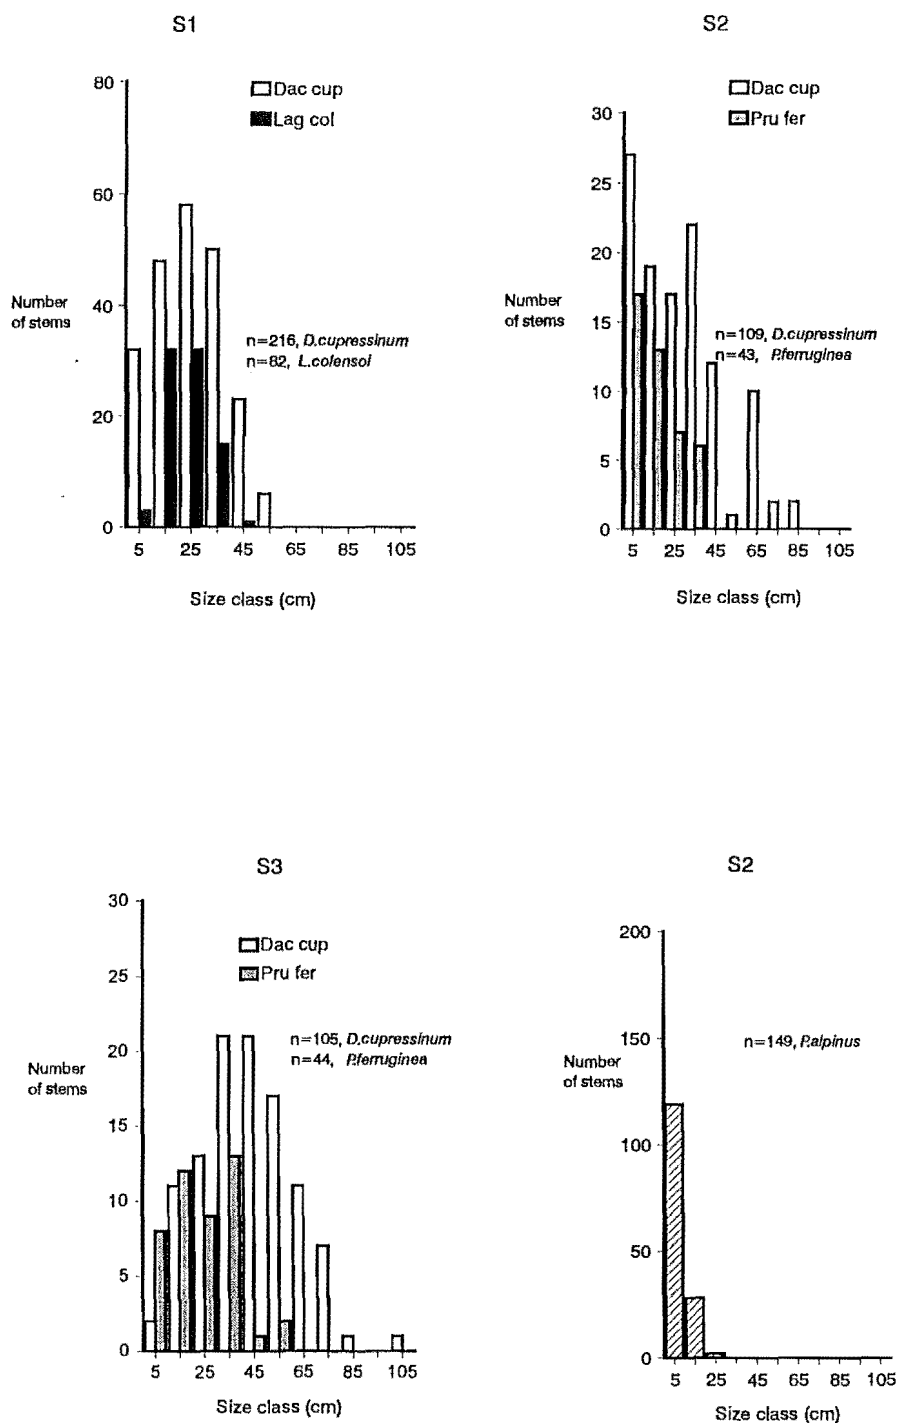 S1
80
60
40
20
0
Number
of stems
Dac cup
Lag col
n=216, D.cupressinum
n=82, L.colensoi
5 25 45 65 85 105
Size class (cm)
S2
30
25
20
15
10
5
0
Number
of stems
Dac cup
Pru fer
n=109, D.cupressinum
n=43, P.ferruginea
5 25 45 65 85 105
Size class (cm)
S3
30
25
20
15
10
5
0
Number
of stems
Dac cup
Pru fer
n=105, D.cupressinum
n=44, P.ferruginea
5 25 45 65 85 105
Size class (cm)
S2
200
150
100
50
0
Number
of stems
n=149, P.alpinus
5 25 45 65 85 105
Size class (cm)